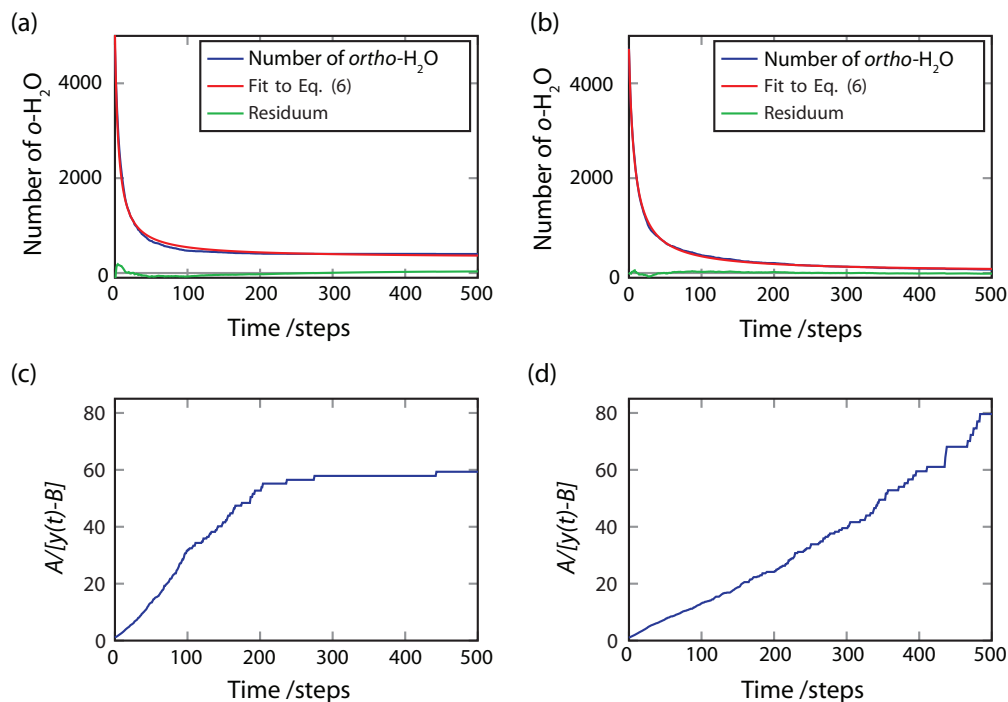 (a)
Number of o-H₂O
4000
2000
0
Number of ortho-H₂O
Fit to Eq. (6)
Residuum
0 100 200 300 400 500
Time /steps
(b)
Number of o-H₂O
4000
2000
0
Number of ortho-H₂O
Fit to Eq. (6)
Residuum
0 100 200 300 400 500
Time /steps
(c)
A/[y(t)-B]
80
60
40
20
0
0 100 200 300 400 500
Time /steps
(d)
A/[y(t)-B]
80
60
40
20
0
0 100 200 300 400 500
Time /steps